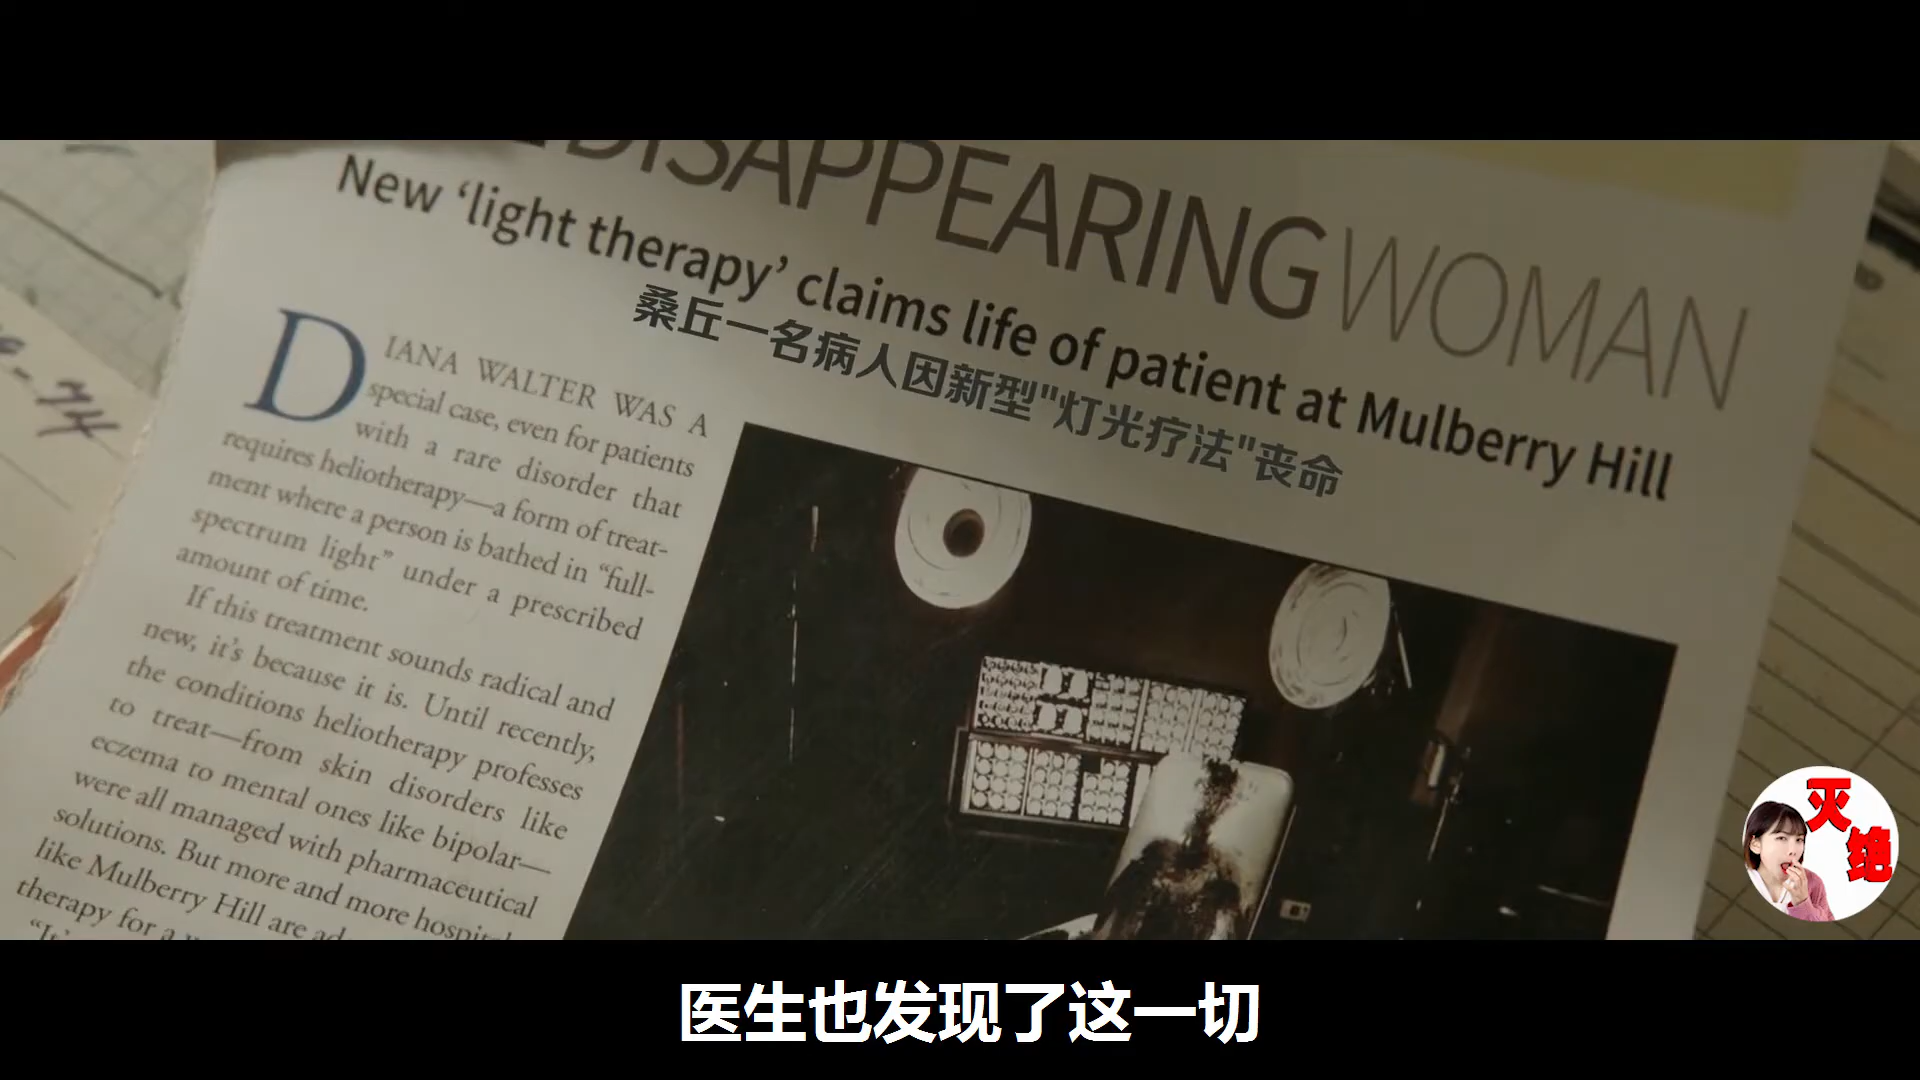 DISAPPEARING WOMAN
New ‘light therapy’ claims life of patient at Mulberry Hill
桑丘一名病人因新型"灯光疗法"丧命
DIANA WALTER WAS A
special case, even for patients
with a rare disorder that
requires heliotherapy—a form of treat-
ment where a person is bathed in “full-
spectrum light” under a prescribed
amount of time.
If this treatment sounds radical and
new, it’s because it is. Until recently,
the conditions heliotherapy professes
to treat—from skin disorders like
eczema to mental ones like bipolar—
were all managed with pharmaceutical
solutions. But more and more
like Mulberry Hill are
therapy for a
灭
绝
医生也发现了这一切